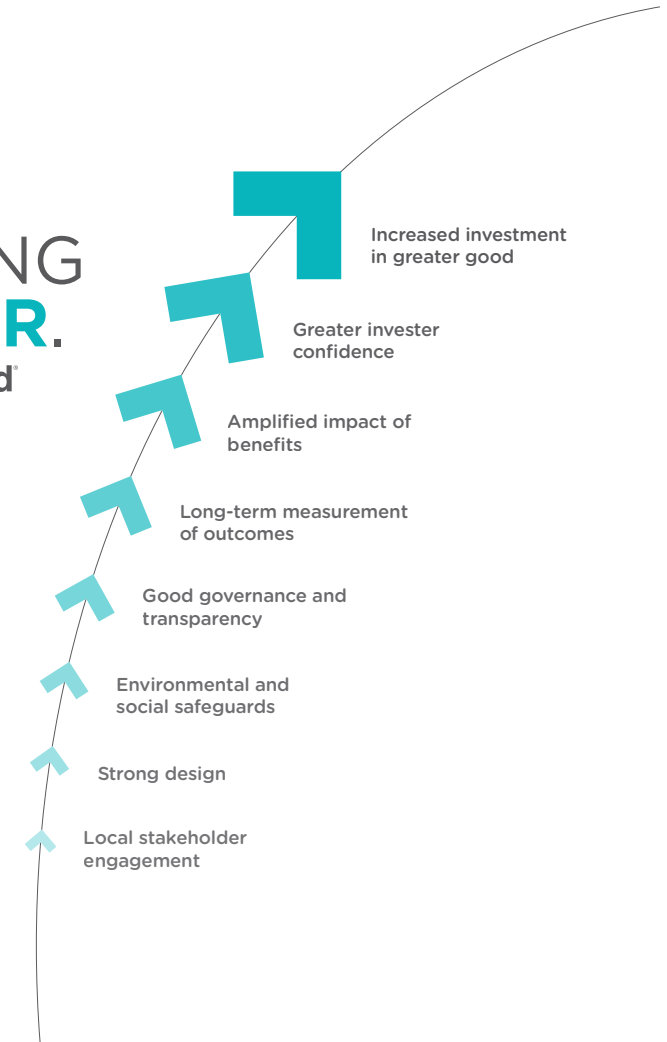 NG
R.
d®
Increased investment
in greater good
Greater invester
confidence
Amplified impact of
benefits
Long-term measurement
of outcomes
Good governance and
transparency
Environmental and
social safeguards
Strong design
Local stakeholder
engagement